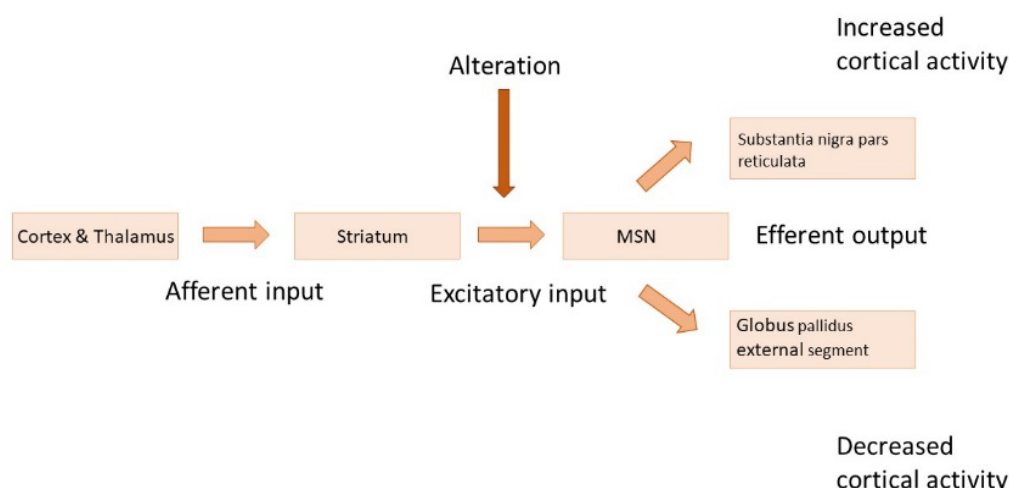 Increased
cortical activity
Alteration
Substantia nigra pars
reticulata
Cortex & Thalamus
Striatum
MSN
Efferent output
Afferent input
Excitatory input
Globus pallidus
external segment
Decreased
cortical activity